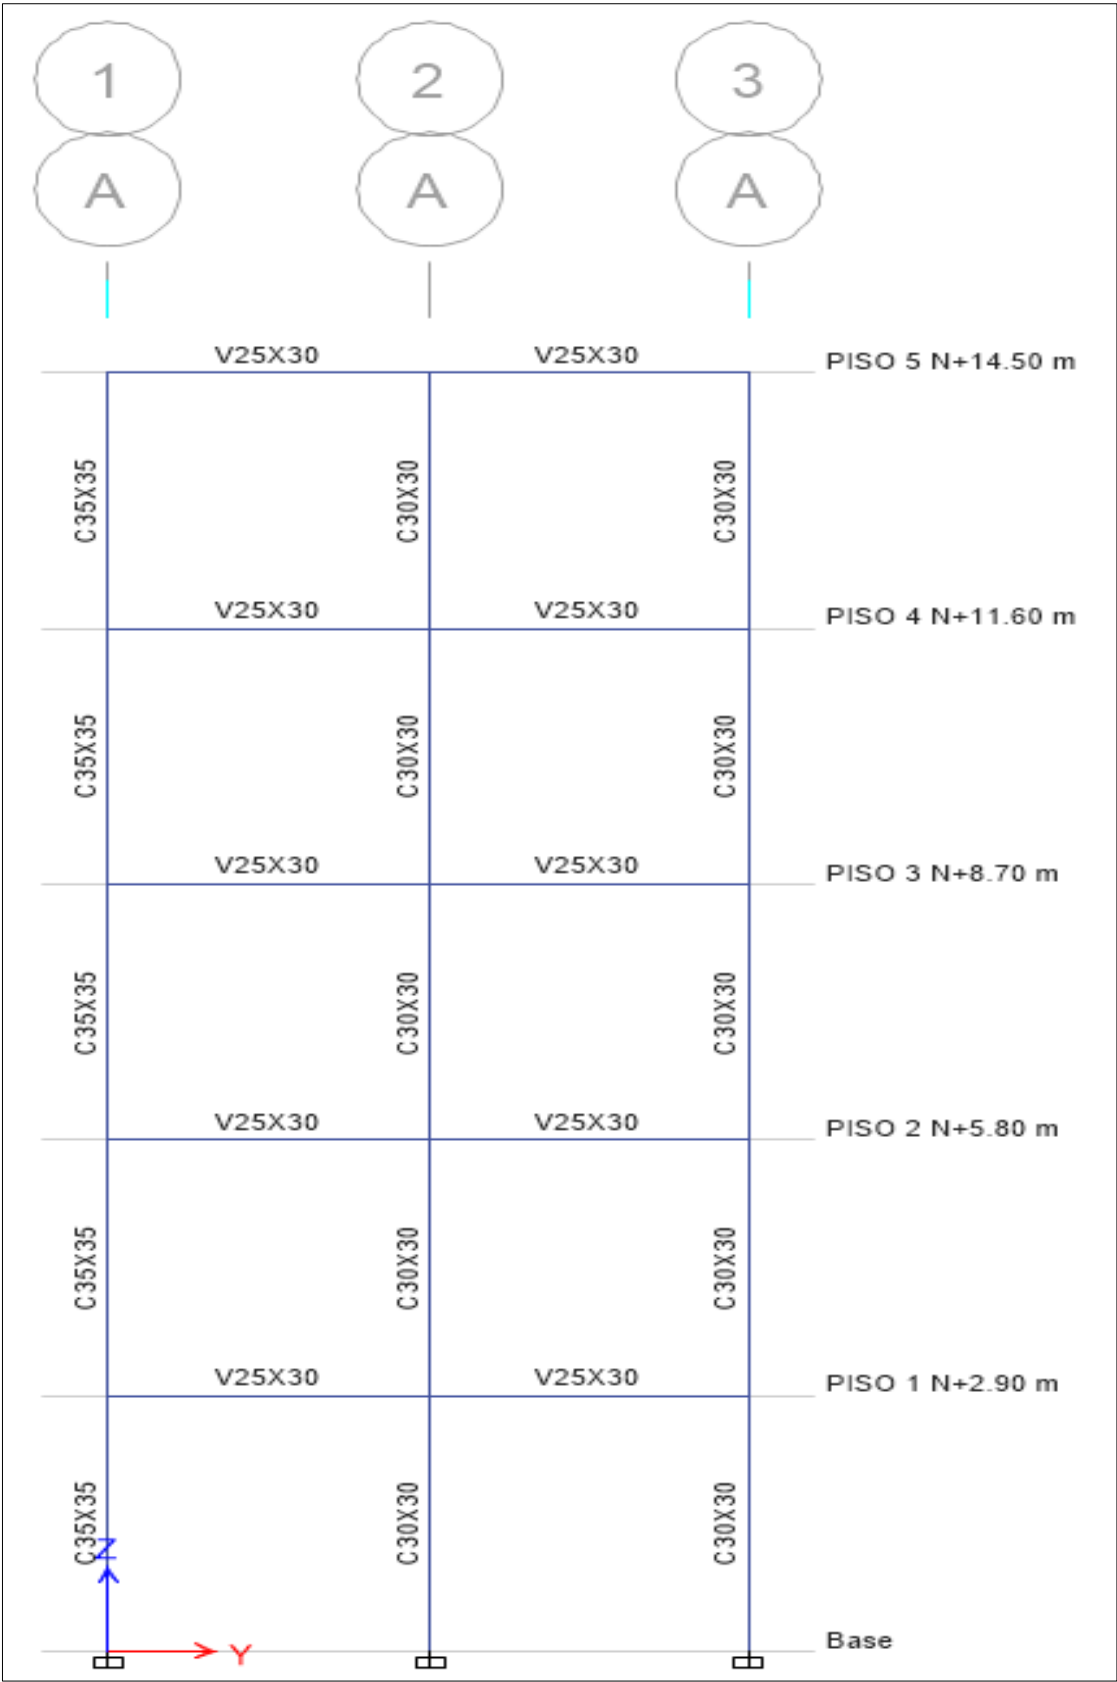 1 2 3
A A A
V25X30 V25X30
PISO 5 N+14.50 m
C35X35 C30X30 C30X30
V25X30 V25X30
PISO 4 N+11.60 m
C35X35 C30X30 C30X30
V25X30 V25X30
PISO 3 N+8.70 m
C35X35 C30X30 C30X30
V25X30 V25X30
PISO 2 N+5.80 m
C35X35 C30X30 C30X30
V25X30 V25X30
PISO 1 N+2.90 m
C35X35 C30X30 C30X30
Z
Base
Y